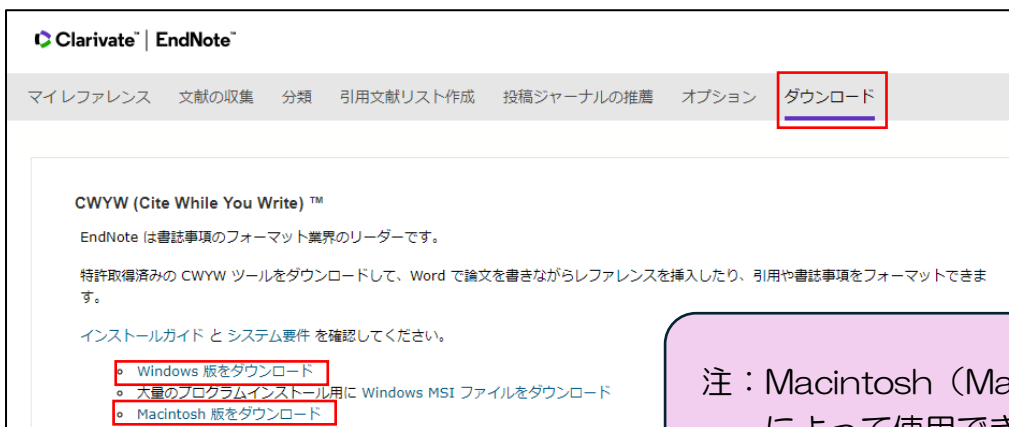 Clarivate™ | EndNote™
マイ レファレンス 文献の収集 分類 引用文献リスト作成 投稿ジャーナルの推薦 オプション ダウンロード
CWYW (Cite While You Write) ™
EndNote は書誌事項のフォーマット業界のリーダーです。
特許取得済みの CWYW ツールをダウンロードして、Word で論文を書きながらレファレンスを挿入したり、引用や書誌事項をフォーマットできま
す。
インストールガイド と システム要件 を確認してください。
Windows 版をダウンロード
大量のプログラムインストール用に Windows MSI ファイルをダウンロード
Macintosh 版をダウンロード
注：Macintosh（Ma
によって使用でき